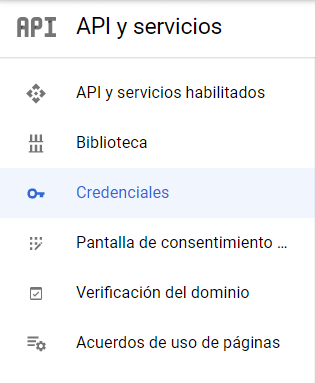 API API y servicios
API y servicios habilitados
Biblioteca
Credenciales
Pantalla de consentimiento ...
Verificación del dominio
Acuerdos de uso de páginas